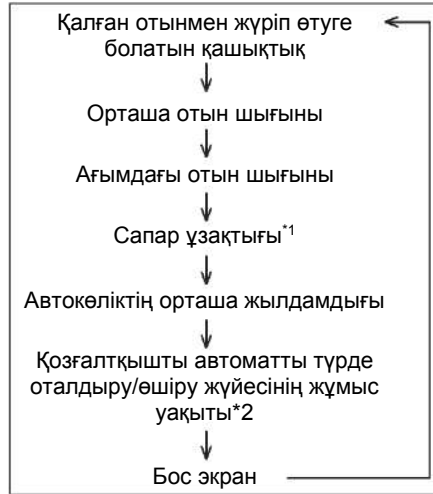 Қалған отынмен жүріп өтуге
болатын қашықтық
Орташа отын шығыны
Ағымдағы отын шығыны
Сапар ұзақтығы*1
Автокөліктің орташа жылдамдығы
Қозғалтқышты автоматты түрде
оталдыру/өшіру жүйесінің жұмыс
уақыты*2
Бос экран